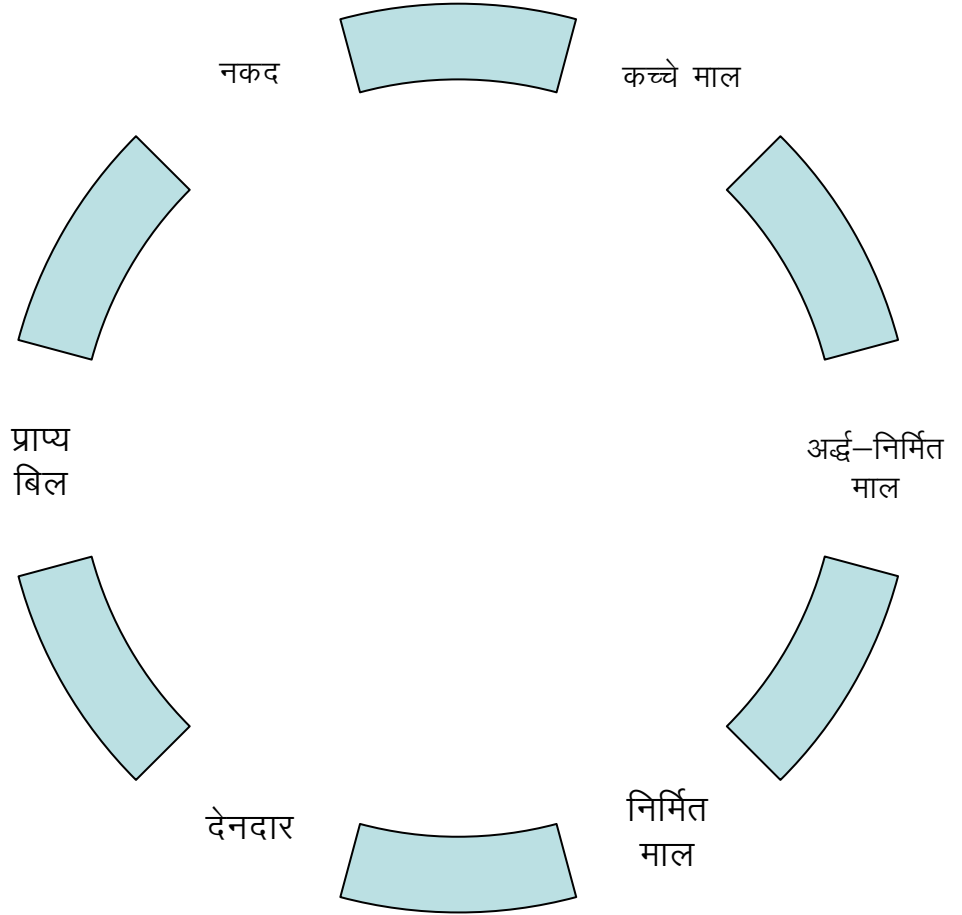 नकद
कच्चे माल
प्राप्य
बिल
अर्द्ध–निर्मित
माल
देनदार
निर्मित
माल